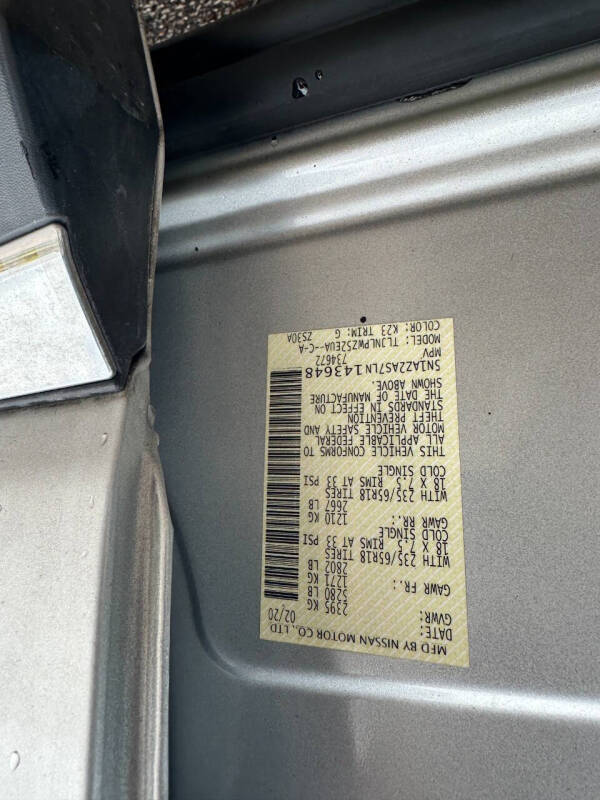 MFD BY NISSAN MOTOR CO., LTD.
DATE: 02/20
GVWR: 2395 KG
5280 LB
GAWR FR.: 1271 KG
2802 LB
WITH 235/65R18 TIRES
18 X 7.5 RIMS AT 33 PSI
COLD SINGLE
GAWR RR.: 1210 KG
2667 LB
WITH 235/65R18 TIRES
18 X 7.5 RIMS AT 33 PSI
COLD SINGLE
THIS VEHICLE CONFORMS TO
ALL APPLICABLE FEDERAL
MOTOR VEHICLE SAFETY AND
THEFT PREVENTION
STANDARDS IN EFFECT ON
THE DATE OF MANUFACTURE
SHOWN ABOVE.
5N1AZ2AS7LN143648
MPV 734672
MODEL: TLJNLPWZ52EUA--C-A
COLOR: K23 TRIM: G ZS30A